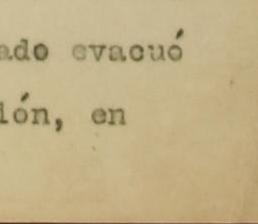 ado evacuó
ión, en